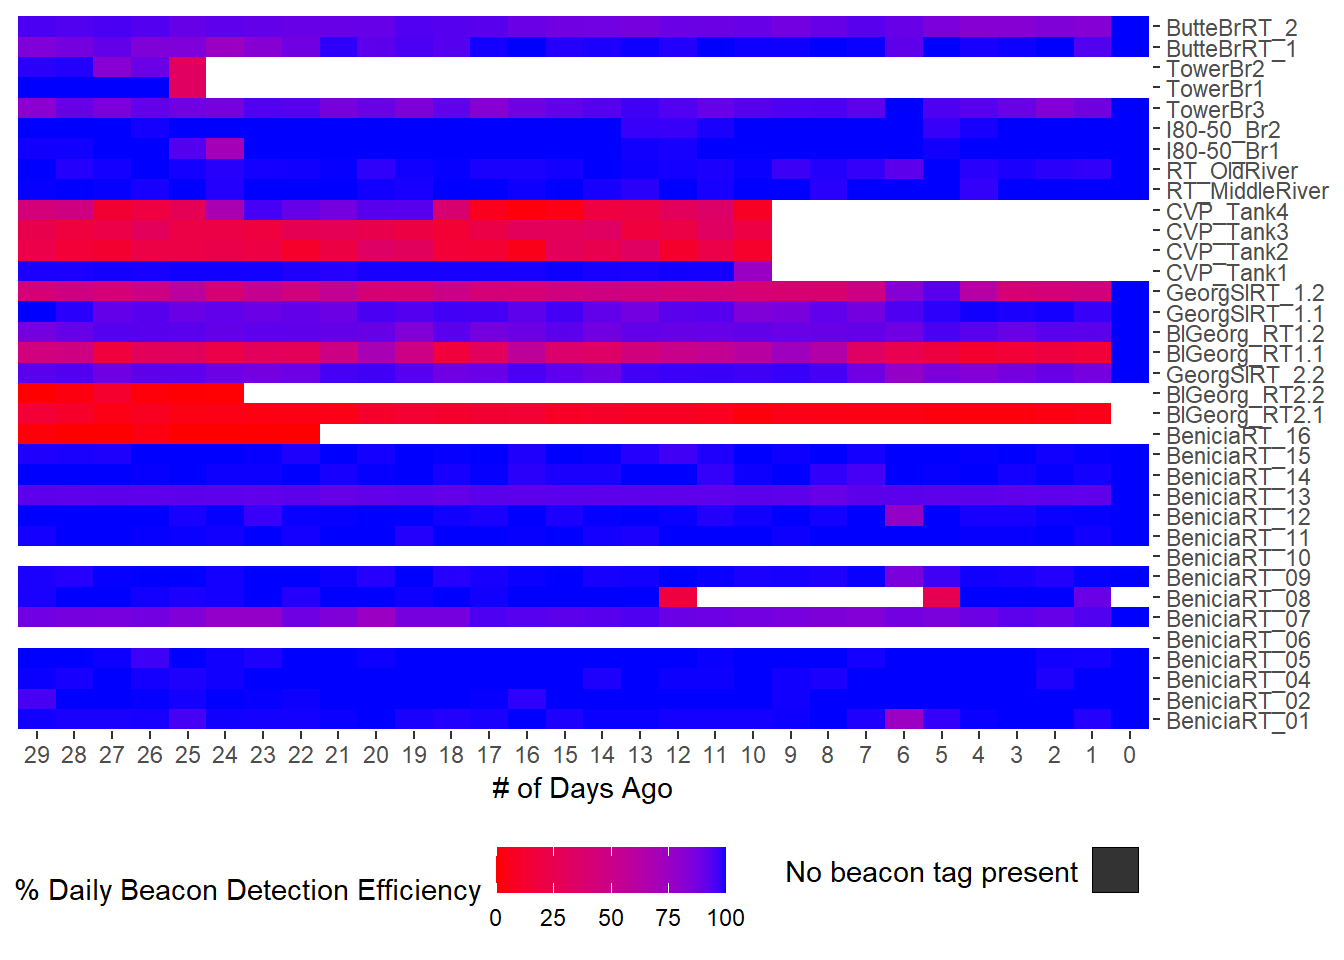 ButteBrRT_2
ButteBrRT_1
TowerBr2
TowerBr1
TowerBr3
I80-50_Br2
I80-50_Br1
RT_OldRiver
RT_MiddleRiver
CVP_Tank4
CVP_Tank3
CVP_Tank2
CVP_Tank1
GeorgSlRT_1.2
GeorgSlRT_1.1
BlGeorg_RT1.2
BlGeorg_RT1.1
GeorgSlRT_2.2
BlGeorg_RT2.2
BlGeorg_RT2.1
BeniciaRT_16
BeniciaRT_15
BeniciaRT_14
BeniciaRT_13
BeniciaRT_12
BeniciaRT_11
BeniciaRT_10
BeniciaRT_09
BeniciaRT_08
BeniciaRT_07
BeniciaRT_06
BeniciaRT_05
BeniciaRT_04
BeniciaRT_02
BeniciaRT_01
29 28 27 26 25 24 23 22 21 20 19 18 17 16 15 14 13 12 11 10 9 8 7 6 5 4 3 2 1 0
# of Days Ago
% Daily Beacon Detection Efficiency
0 25 50 75 100
No beacon tag present